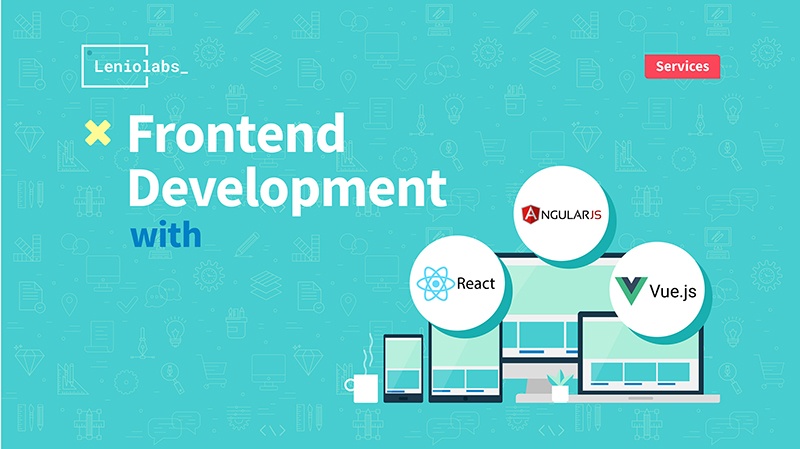 Leniolabs_
Services
Frontend
Development
with
ANGULARJS
React
Vue.js